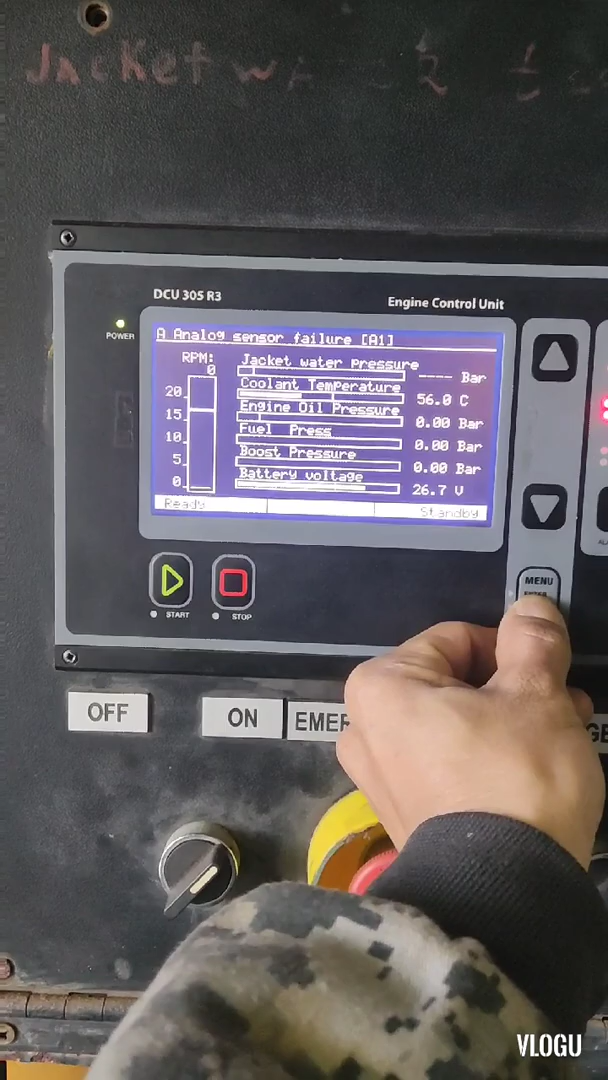 Jacket
DCU 305 R3
Engine Control Unit
POWER
A Analog sensor failure [A1]
RPM:
0
20
15
10
5
0
Jacket water Pressure ---- Bar
Coolant Temperature 56.0 C
Engine Oil Pressure 0.00 Bar
Fuel Press 0.00 Bar
Boost Pressure 0.00 Bar
Battery voltage 26.7 V
Ready
Standby
START
STOP
MENU
OFF
ON
EMER
VLOGU